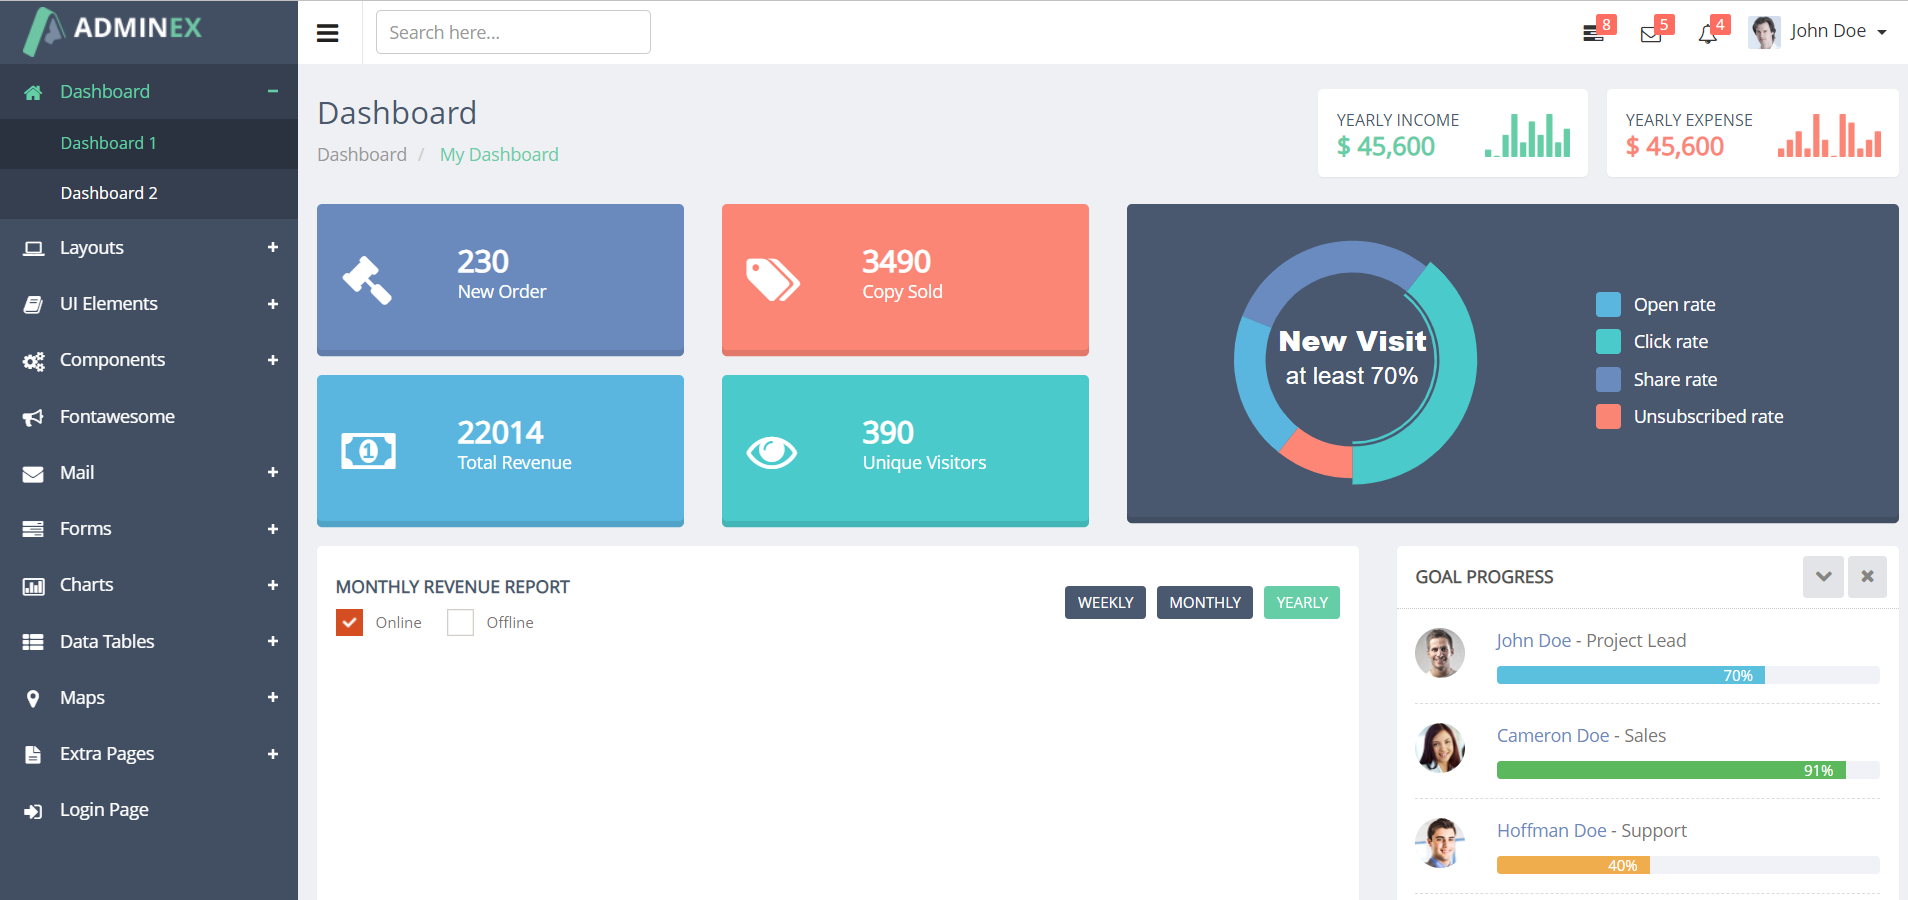 ADMINEX
Search here...
8
5
4
John Doe
Dashboard
Dashboard 1
Dashboard 2
Layouts
UI Elements
Components
Fontawesome
Mail
Forms
Charts
Data Tables
Maps
Extra Pages
Login Page
Dashboard
Dashboard / My Dashboard
YEARLY INCOME
$ 45,600
YEARLY EXPENSE
$ 45,600
230
New Order
3490
Copy Sold
22014
Total Revenue
390
Unique Visitors
New Visit
at least 70%
Open rate
Click rate
Share rate
Unsubscribed rate
MONTHLY REVENUE REPORT
Online
Offline
WEEKLY
MONTHLY
YEARLY
GOAL PROGRESS
John Doe - Project Lead
70%
Cameron Doe - Sales
91%
Hoffman Doe - Support
40%